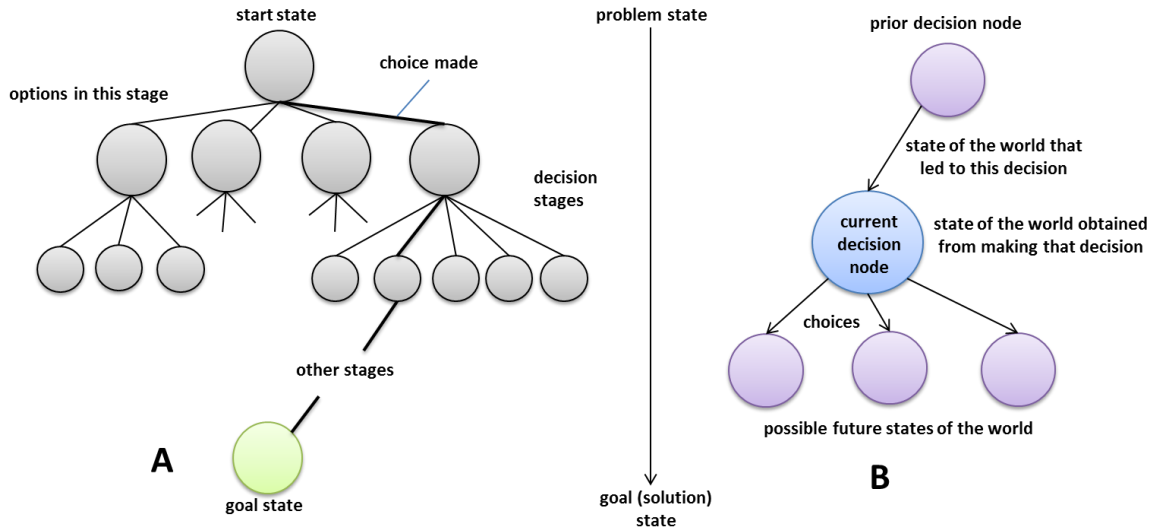 start state
choice made
options in this stage
decision
stages
other stages
A
goal state
problem state
goal (solution)
state
prior decision node
state of the world that
led to this decision
current
decision
node
state of the world obtained
from making that decision
choices
possible future states of the world
B